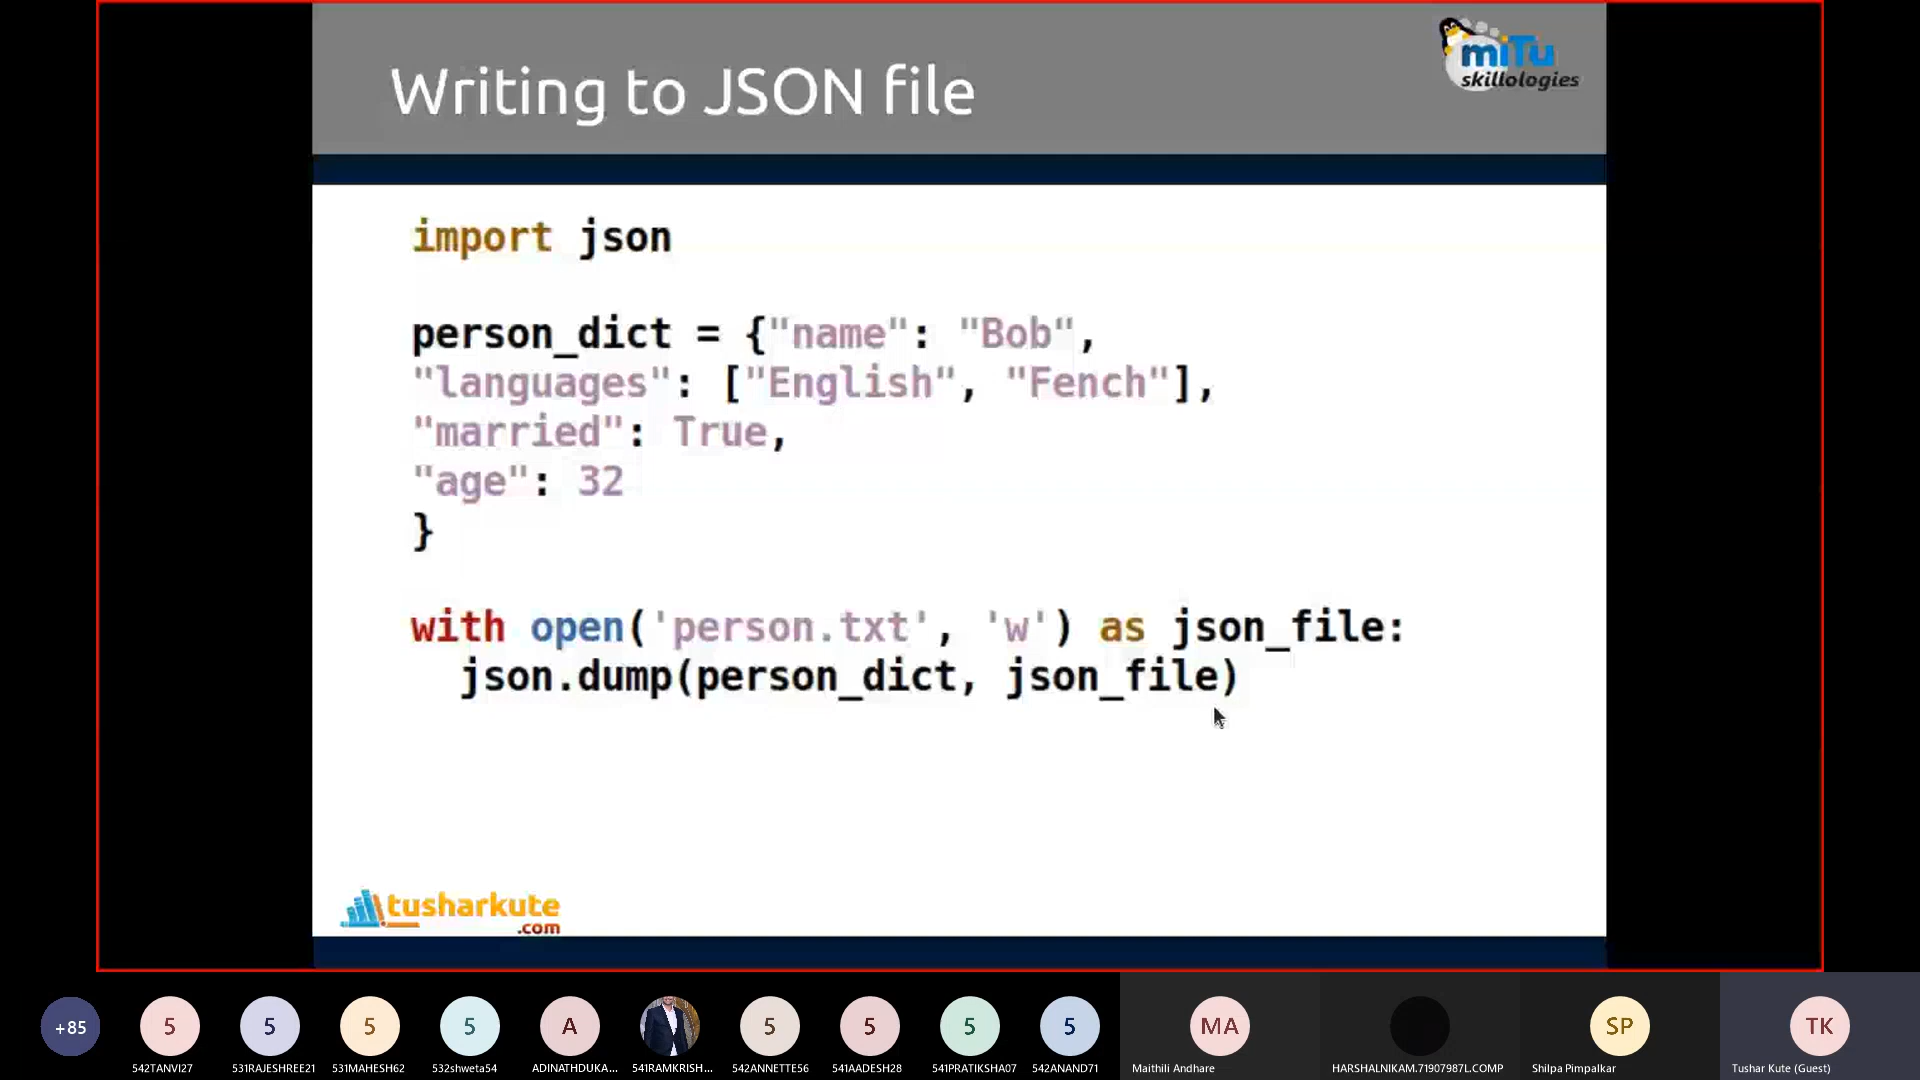 Writing to JSON file
miTu
skillologies
import json
person_dict = {"name": "Bob",
"languages": ["English", "Fench"],
"married": True,
"age": 32
}
with open('person.txt', 'w') as json_file:
json.dump(person_dict, json_file)
tusharkute
.com
+85
5
5
5
5
A
5
5
5
5
MA
SP
TK
542TANVI27
531RAJESHREE21
531MAHESH62
532shweta54
ADINATHDUKA...
541RAMKRISH...
542ANNETTE56
541AADESH28
541PRATIKSHA07
542ANAND71
Maithili Andhare
HARSHALNIKAM.71907987L.COMP
Shilpa Pimpalkar
Tushar Kute (Guest)